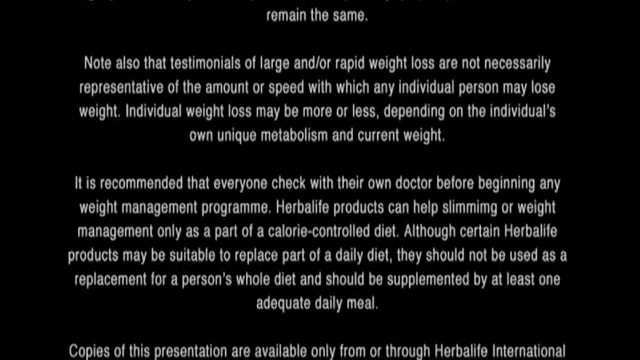 remain the same.
Note also that testimonials of large and/or rapid weight loss are not necessarily
representative of the amount or speed with which any individual person may lose
weight. Individual weight loss may be more or less, depending on the individual's
own unique metabolism and current weight.
It is recommended that everyone check with their own doctor before beginning any
weight management programme. Herbalife products can help slimmimg or weight
management only as a part of a calorie-controlled diet. Although certain Herbalife
products may be suitable to replace part of a daily diet, they should not be used as a
replacement for a person's whole diet and should be supplemented by at least one
adequate daily meal.
Copies of this presentation are available only from or through Herbalife International